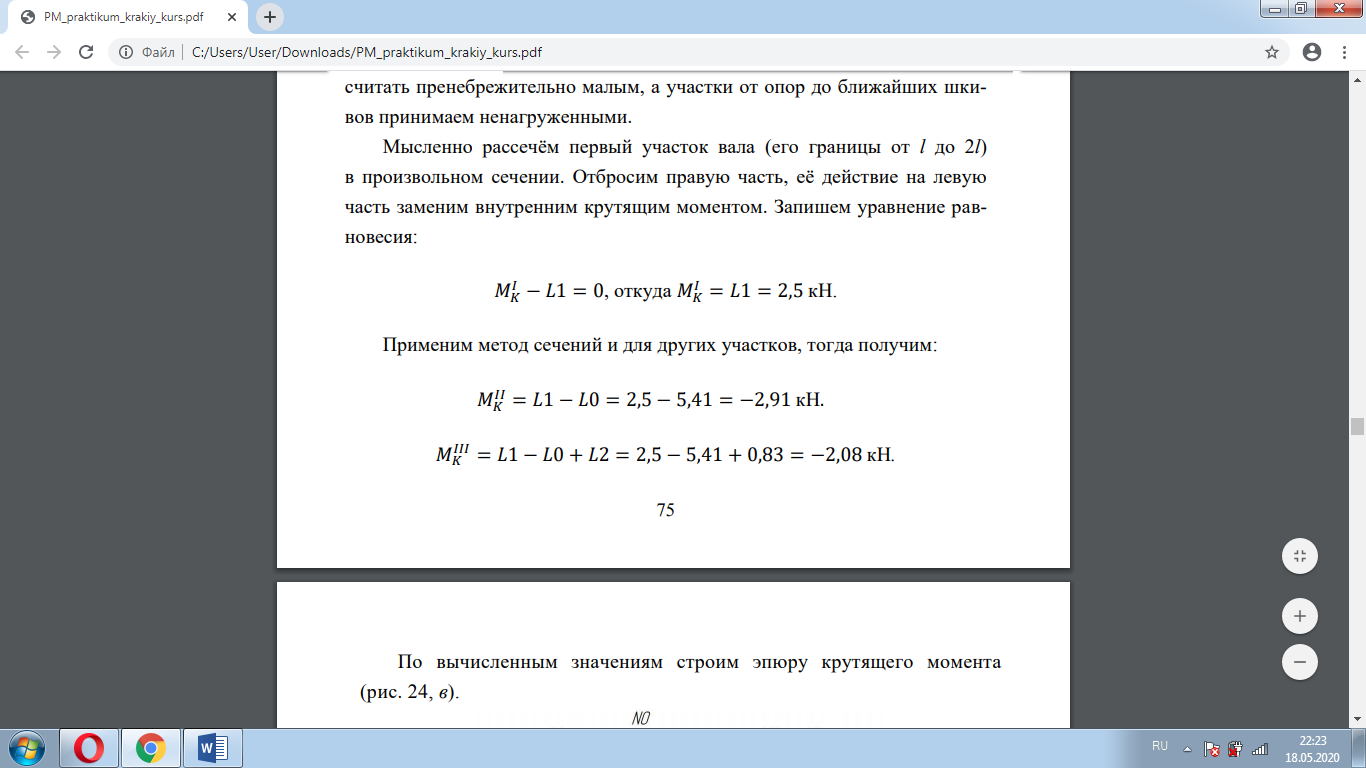 PM_praktikum_krakiy_kurs.pdf
Файл C:/Users/User/Downloads/PM_praktikum_krakiy_kurs.pdf
считать пренебрежительно малым, а участки от опор до ближайших шки-
вов принимаем ненагруженными.
Мысленно рассечём первый участок вала (его границы от l до 2l)
в произвольном сечении. Отбросим правую часть, её действие на левую
часть заменим внутренним крутящим моментом. Запишем уравнение рав-
новесия:
M_K^I − L1 = 0, откуда M_K^I = L1 = 2,5 кН.
Применим метод сечений и для других участков, тогда получим:
M_K^II = L1 − L0 = 2,5 − 5,41 = −2,91 кН.
M_K^III = L1 − L0 + L2 = 2,5 − 5,41 + 0,83 = −2,08 кН.
75
По вычисленным значениям строим эпюру крутящего момента
(рис. 24, в).
N0
RU
22:23
18.05.2020